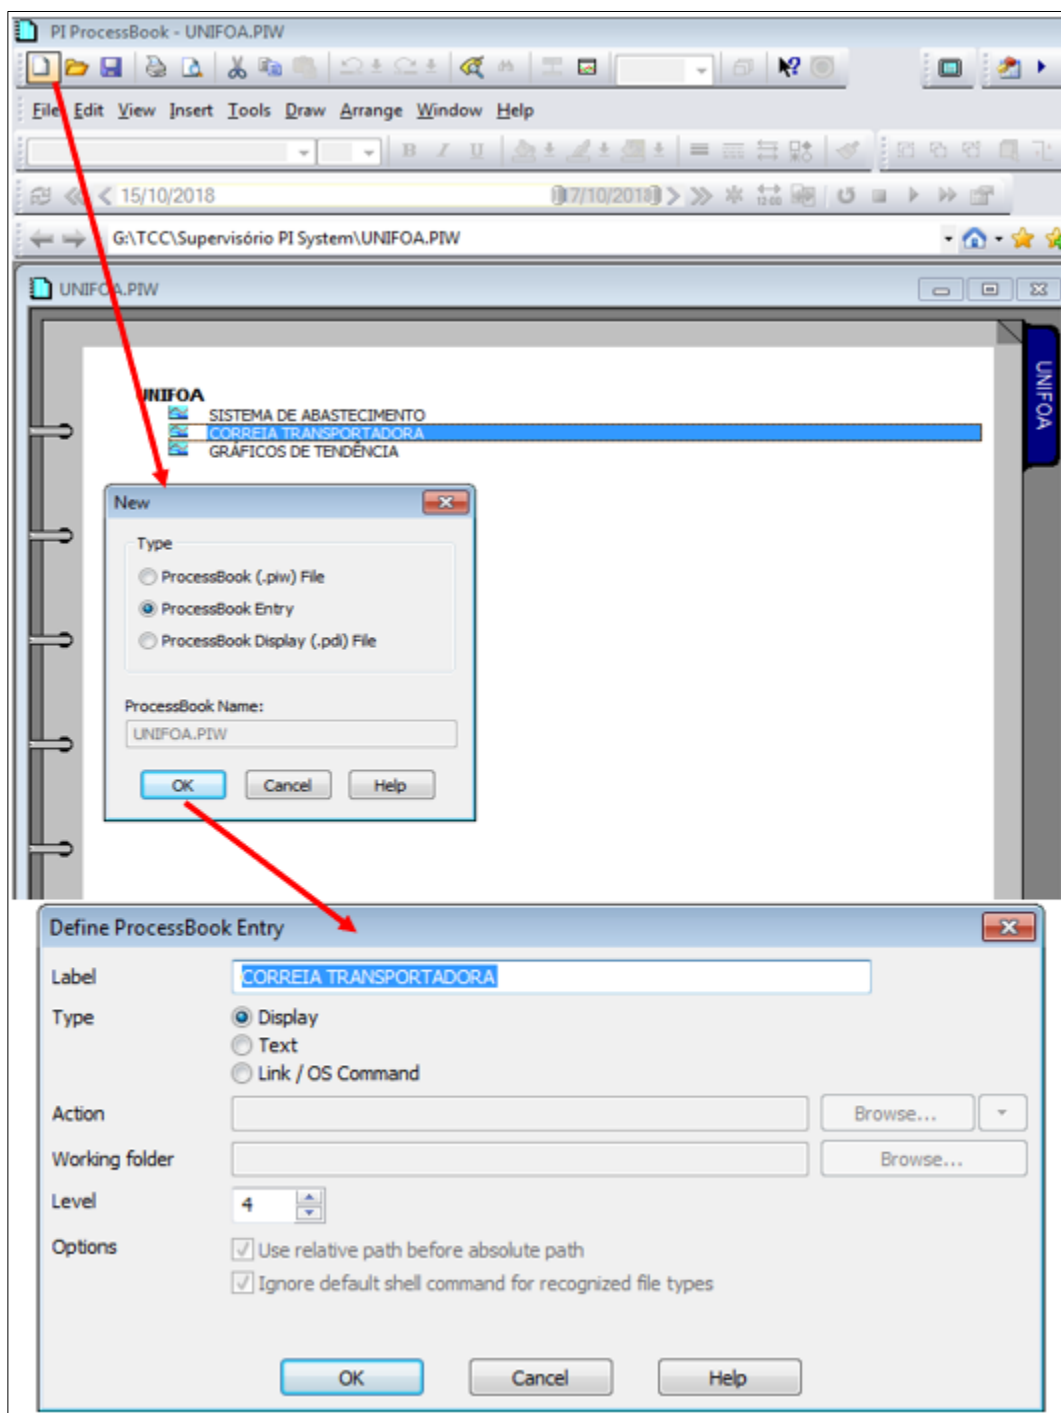 PI ProcessBook - UNIFOA.PIW
File Edit View Insert Tools Draw Arrange Window Help
B I U
15/10/2018 17/10/2018 12:00
G:\TCC\Supervisório PI System\UNIFOA.PIW
UNIFOA.PIW
UNIFOA
UNIFOA
SISTEMA DE ABASTECIMENTO
CORREIA TRANSPORTADORA
GRÁFICOS DE TENDÊNCIA
New
Type
ProcessBook (.piw) File
ProcessBook Entry
ProcessBook Display (.pdi) File
ProcessBook Name:
UNIFOA.PIW
OK Cancel Help
Define ProcessBook Entry
Label CORREIA TRANSPORTADORA
Type Display
Text
Link / OS Command
Action Browse...
Working folder Browse...
Level 4
Options Use relative path before absolute path
Ignore default shell command for recognized file types
OK Cancel Help